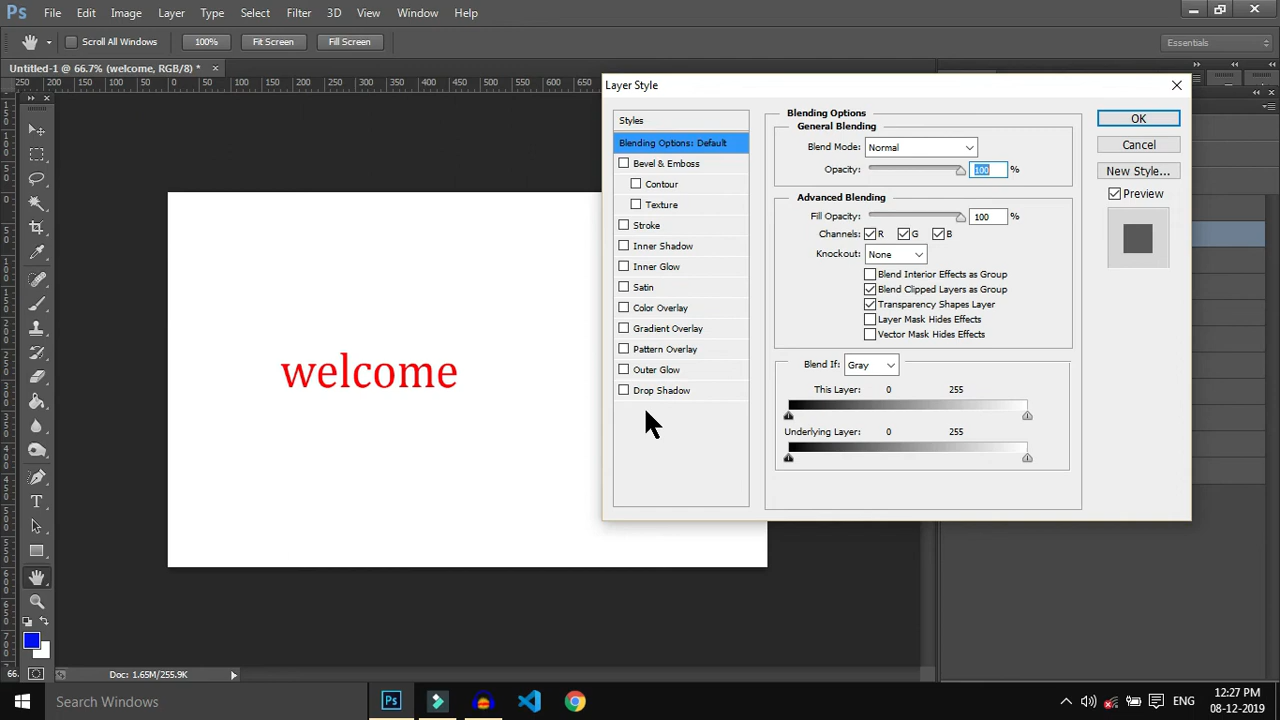 Ps File Edit Image Layer Type Select Filter 3D View Window Help
Scroll All Windows 100% Fit Screen Fill Screen Essentials
Untitled-1 @ 66.7% (welcome, RGB/8) *
250 200 150 50 0 50 100 150 200 250 300 350 400 450 500 550 600 650
Layer Style
Styles
Blending Options: Default
Bevel & Emboss
Contour
Texture
Stroke
Inner Shadow
Inner Glow
Satin
Color Overlay
Gradient Overlay
Pattern Overlay
Outer Glow
Drop Shadow
Blending Options
General Blending
Blend Mode: Normal
Opacity: 100 %
Advanced Blending
Fill Opacity: 100 %
Channels: R G B
Knockout: None
Blend Interior Effects as Group
Blend Clipped Layers as Group
Transparency Shapes Layer
Layer Mask Hides Effects
Vector Mask Hides Effects
Blend If: Gray
This Layer: 0 255
Underlying Layer: 0 255
OK
Cancel
New Style...
Preview
welcome
66. Doc: 1.65M/255.9K
Search Windows
Ps
ENG
12:27 PM
08-12-2019